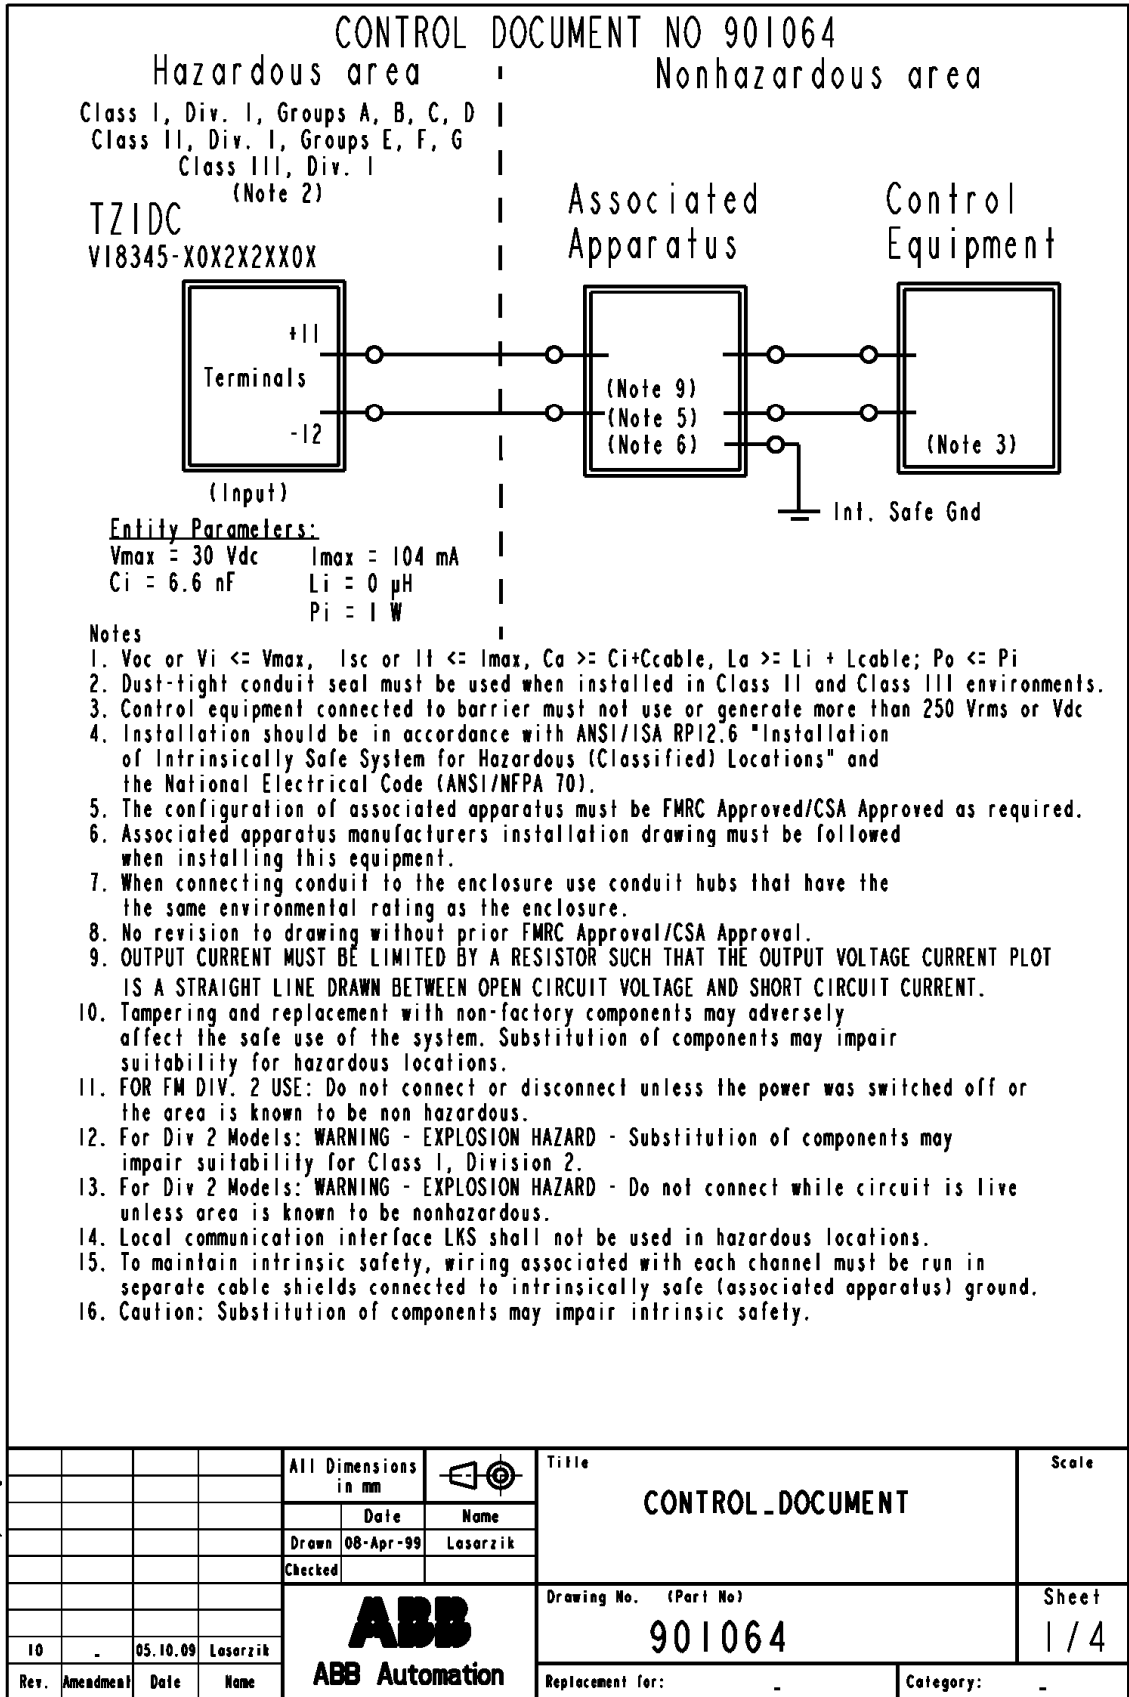 CONTROL DOCUMENT NO 901064
Hazardous area
Nonhazardous area
Class I, Div. I, Groups A, B, C, D
Class II, Div. I, Groups E, F, G
Class III, Div. I
(Note 2)
TZIDC
V18345-X0X2X2XX0X
Associated
Apparatus
Control
Equipment
+11
Terminals
-12
(Input)
(Note 9)
(Note 5)
(Note 6)
(Note 3)
Int. Safe Gnd
Entity Parameters:
Vmax = 30 Vdc Imax = 104 mA
Ci = 6.6 nF Li = 0 µH
Pi = 1 W
Notes
1. Voc or Vi <= Vmax, Isc or It <= Imax, Ca >= Ci+Ccable, La >= Li + Lcable; Po <= Pi
2. Dust-tight conduit seal must be used when installed in Class II and Class III environments.
3. Control equipment connected to barrier must not use or generate more than 250 Vrms or Vdc
4. Installation should be in accordance with ANSI/ISA RP12.6 "Installation
of Intrinsically Safe System for Hazardous (Classified) Locations" and
the National Electrical Code (ANSI/NFPA 70).
5. The configuration of associated apparatus must be FMRC Approved/CSA Approved as required.
6. Associated apparatus manufacturers installation drawing must be followed
when installing this equipment.
7. When connecting conduit to the enclosure use conduit hubs that have the
the same environmental rating as the enclosure.
8. No revision to drawing without prior FMRC Approval/CSA Approval.
9. OUTPUT CURRENT MUST BE LIMITED BY A RESISTOR SUCH THAT THE OUTPUT VOLTAGE CURRENT PLOT
IS A STRAIGHT LINE DRAWN BETWEEN OPEN CIRCUIT VOLTAGE AND SHORT CIRCUIT CURRENT.
10. Tampering and replacement with non-factory components may adversely
affect the safe use of the system. Substitution of components may impair
suitability for hazardous locations.
11. FOR FM DIV. 2 USE: Do not connect or disconnect unless the power was switched off or
the area is known to be non hazardous.
12. For Div 2 Models: WARNING - EXPLOSION HAZARD - Substitution of components may
impair suitability for Class I, Division 2.
13. For Div 2 Models: WARNING - EXPLOSION HAZARD - Do not connect while circuit is live
unless area is known to be nonhazardous.
14. Local communication interface LKS shall not be used in hazardous locations.
15. To maintain intrinsic safety, wiring associated with each channel must be run in
separate cable shields connected to intrinsically safe (associated apparatus) ground.
16. Caution: Substitution of components may impair intrinsic safety.
All Dimensions
in mm
Title
Scale
CONTROL_DOCUMENT
Date Name
Drawn 08-Apr-99 Lasarzik
Checked
ABB
ABB Automation
Drawing No. (Part No)
901064
Sheet
1/4
10 - 05.10.09 Lasarzik
Rev. Amendment Date Name
Replacement for: -
Category: -